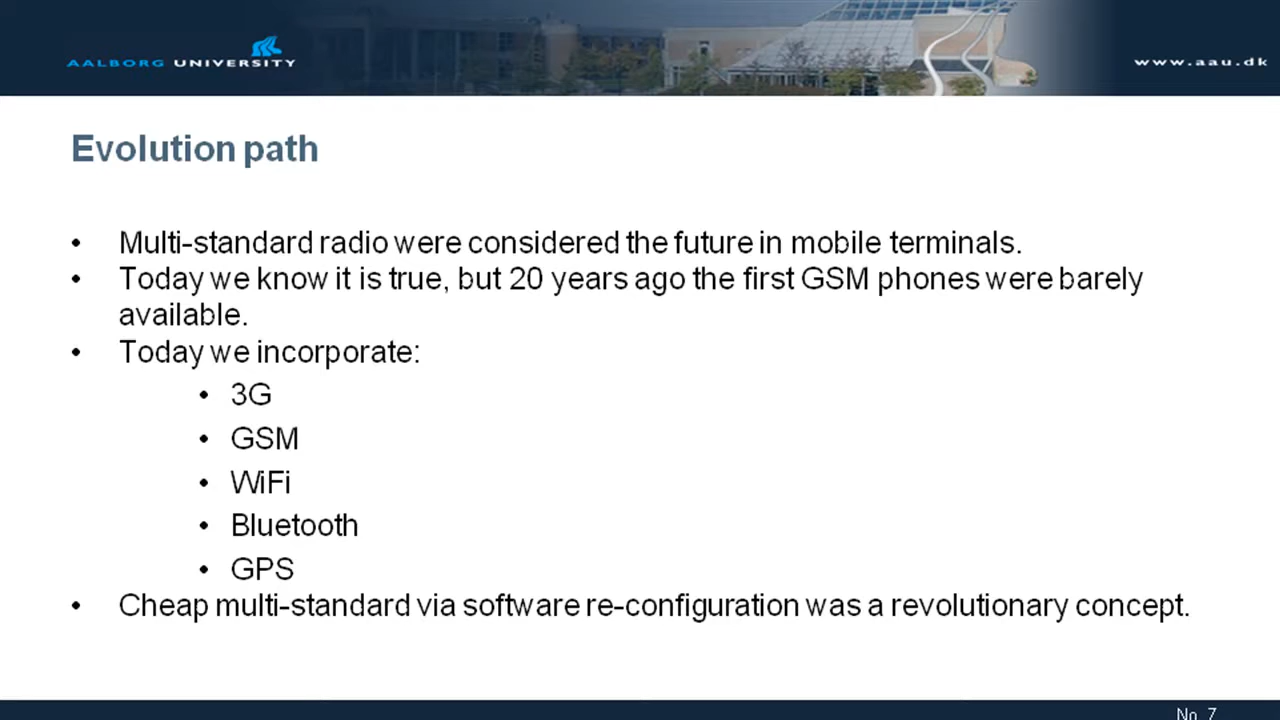 AALBORG UNIVERSITY
www.aau.dk
Evolution path
• Multi-standard radio were considered the future in mobile terminals.
• Today we know it is true, but 20 years ago the first GSM phones were barely
available.
• Today we incorporate:
• 3G
• GSM
• WiFi
• Bluetooth
• GPS
• Cheap multi-standard via software re-configuration was a revolutionary concept.
No. 7